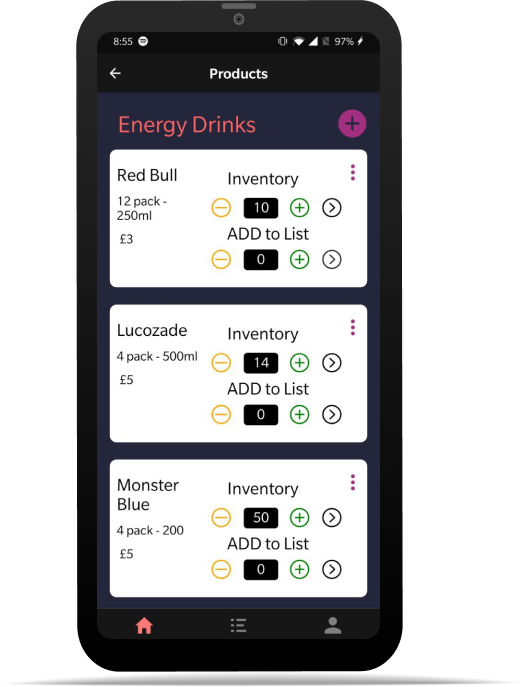 8:55 97%
Products
Energy Drinks
Red Bull
12 pack -
250ml
£3
Inventory
10
ADD to List
0
Lucozade
4 pack - 500ml
£5
Inventory
14
ADD to List
0
Monster
Blue
4 pack - 200
£5
Inventory
50
ADD to List
0